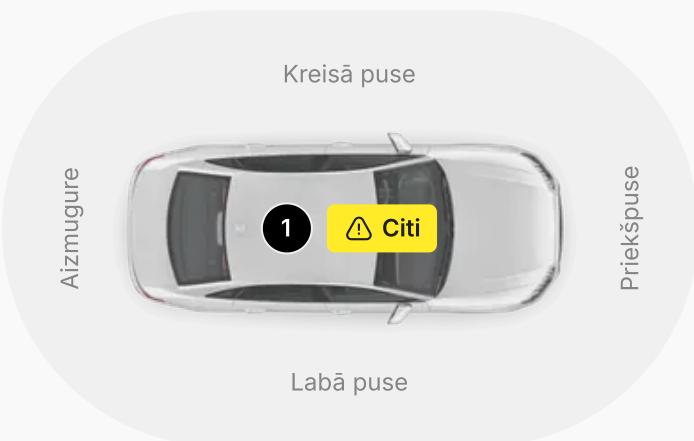 Kreisā puse
Aizmugure
1
Citi
Priekšpuse
Labā puse